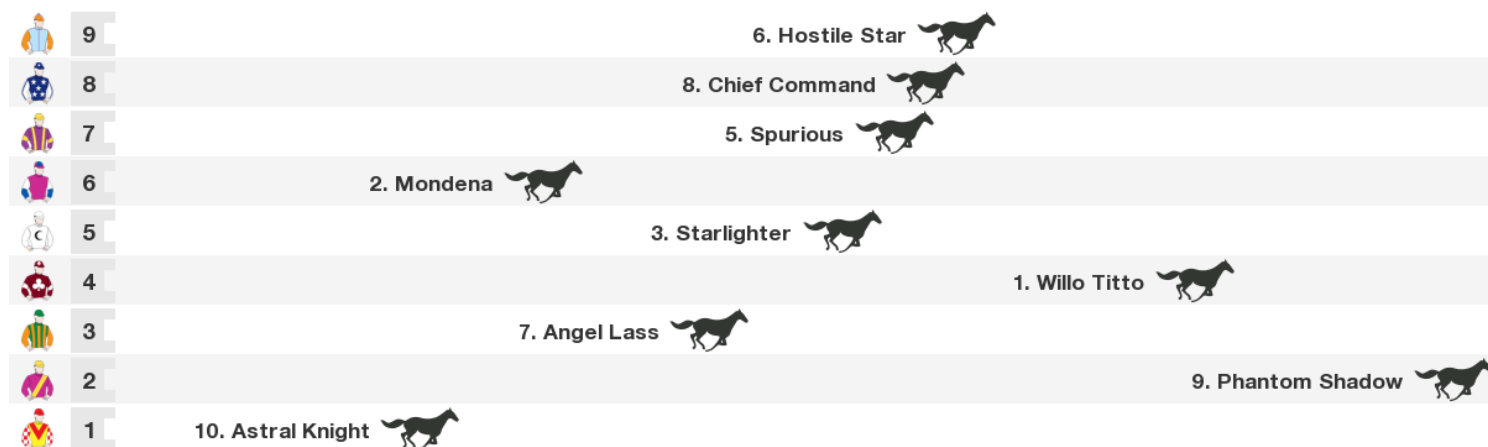 9 6. Hostile Star
8 8. Chief Command
7 5. Spurious
6 2. Mondena
5 3. Starlighter
4 1. Willo Titto
3 7. Angel Lass
2 9. Phantom Shadow
1 10. Astral Knight